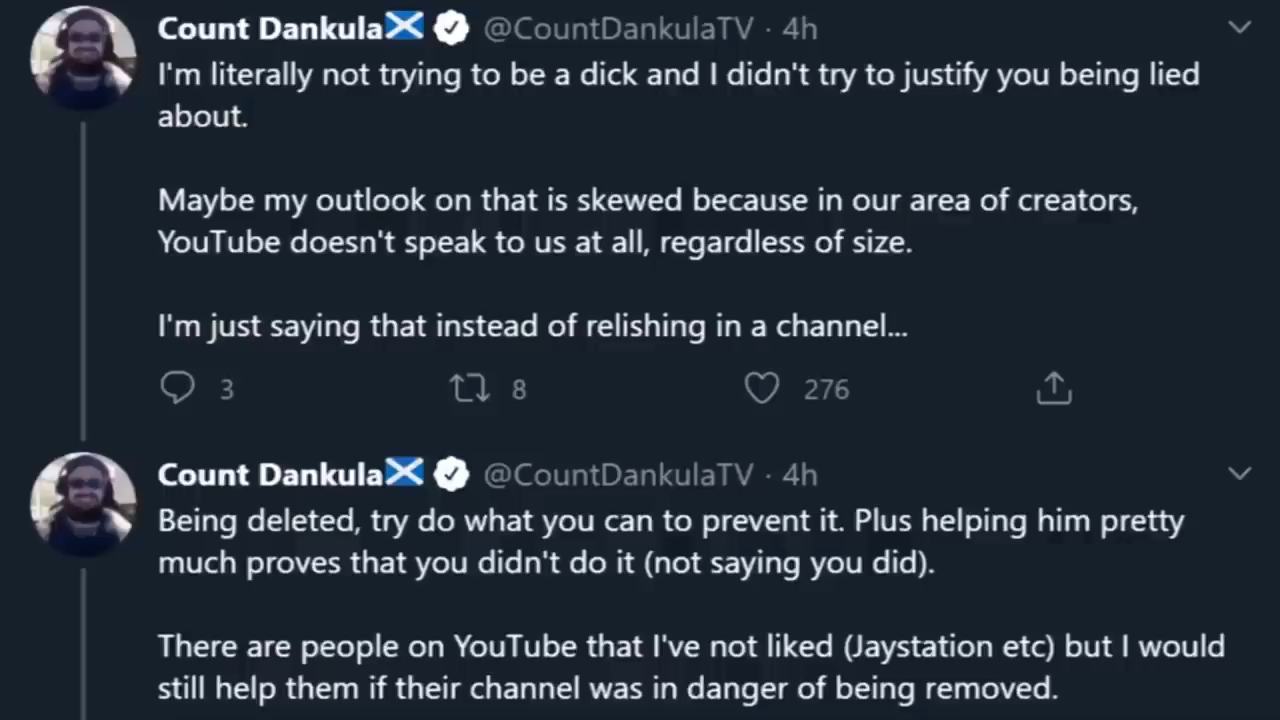 Count Dankula🏴󠁧󠁢󠁳󠁣󠁴󠁿 @CountDankulaTV · 4h
I'm literally not trying to be a dick and I didn't try to justify you being lied
about.
Maybe my outlook on that is skewed because in our area of creators,
YouTube doesn't speak to us at all, regardless of size.
I'm just saying that instead of relishing in a channel...
3 8 276
Count Dankula🏴󠁧󠁢󠁳󠁣󠁴󠁿 @CountDankulaTV · 4h
Being deleted, try do what you can to prevent it. Plus helping him pretty
much proves that you didn't do it (not saying you did).
There are people on YouTube that I've not liked (Jaystation etc) but I would
still help them if their channel was in danger of being removed.